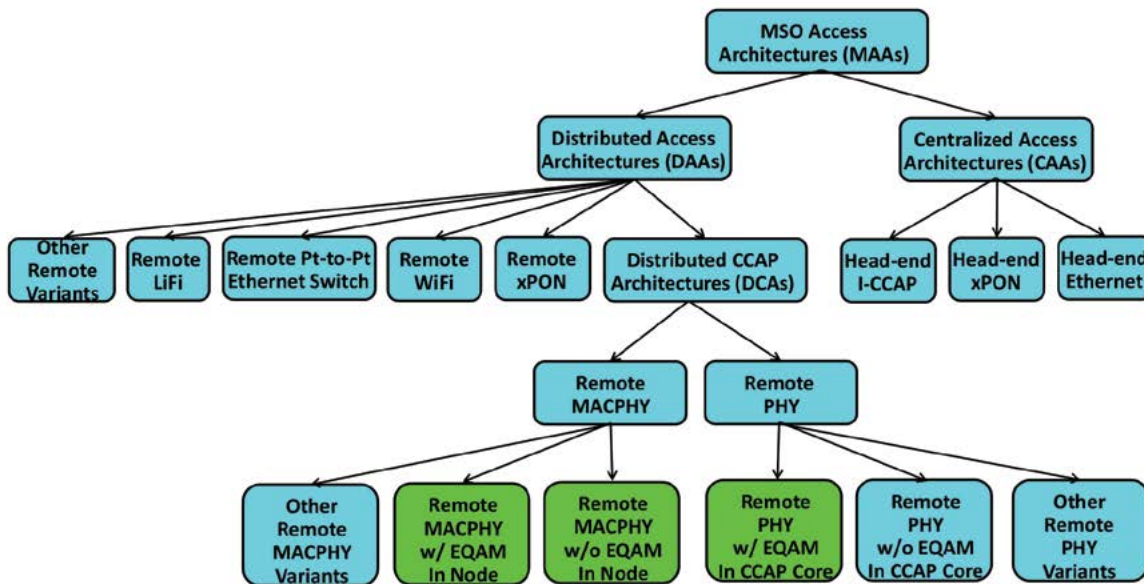 MSO Access
Architectures (MAAs)
Distributed Access
Architectures (DAAs)
Centralized Access
Architectures (CAAs)
Other
Remote
Variants
Remote
LiFi
Remote Pt-to-Pt
Ethernet Switch
Remote
WiFi
Remote
xPON
Distributed CCAP
Architectures (DCAs)
Head-end
I-CCAP
Head-end
xPON
Head-end
Ethernet
Remote
MACPHY
Remote
PHY
Other
Remote
MACPHY
Variants
Remote
MACPHY
w/ EQAM
In Node
Remote
MACPHY
w/o EQAM
In Node
Remote
PHY
w/ EQAM
In CCAP Core
Remote
PHY
w/o EQAM
In CCAP Core
Other
Remote
PHY
Variants